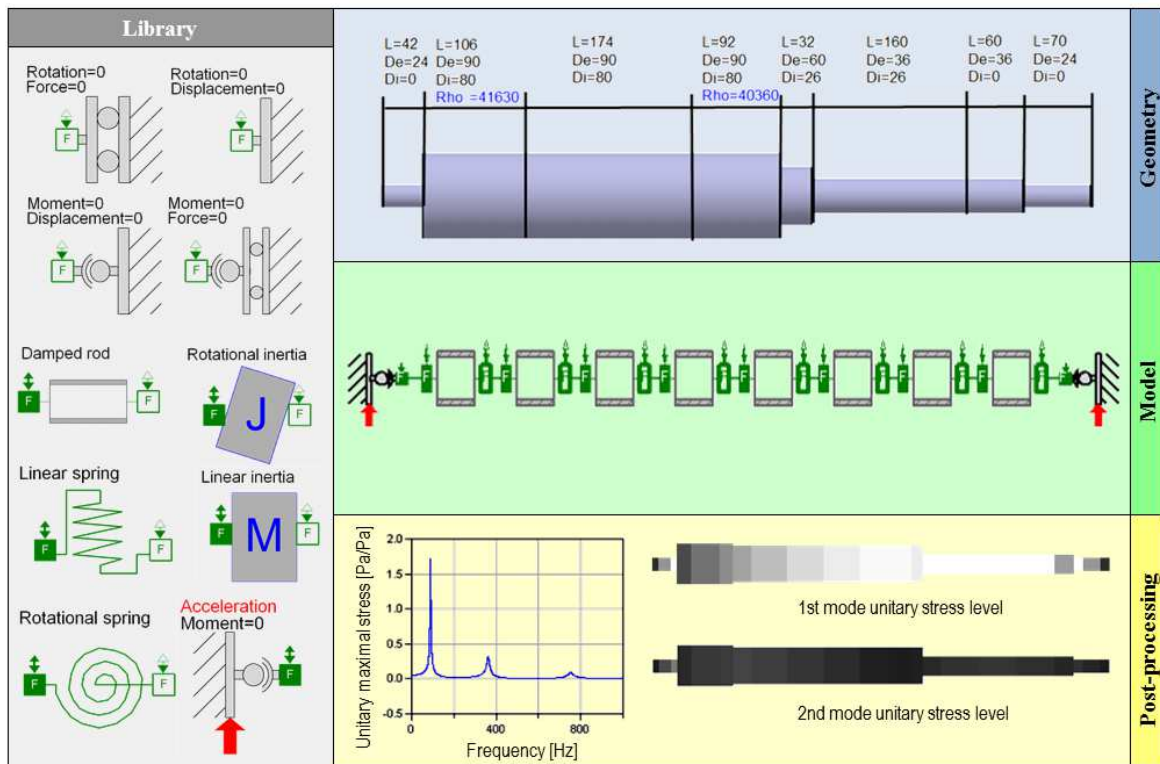 Library
Rotation=0
Force=0
Rotation=0
Displacement=0
F
F
Moment=0
Displacement=0
Moment=0
Force=0
F
F
Damped rod
F
F
Rotational inertia
F
J
F
Linear spring
F
F
Linear inertia
F
M
F
Rotational spring
F
F
Acceleration
Moment=0
F
L=42
De=24
Di=0
L=106
De=90
Di=80
Rho =41630
L=174
De=90
Di=80
L=92
De=90
Di=80
Rho=40360
L=32
De=60
Di=26
L=160
De=36
Di=26
L=60
De=36
Di=0
L=70
De=24
Di=0
Geometry
Model
Unitary maximal stress [Pa/Pa]
2.0
1.5
1.0
0.5
0.0
-0.5
0
400
800
Frequency [Hz]
1st mode unitary stress level
2nd mode unitary stress level
Post-processing